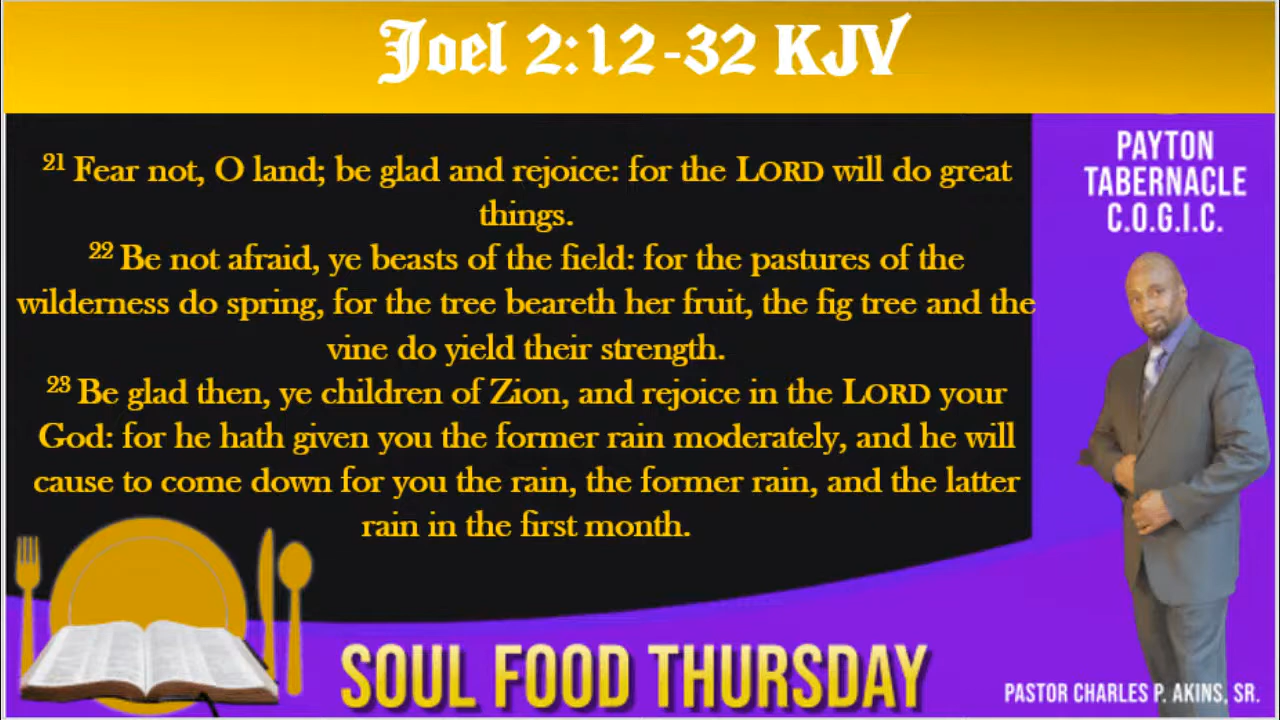 Joel 2:12-32 KJV
21 Fear not, O land; be glad and rejoice: for the LORD will do great
things.
22 Be not afraid, ye beasts of the field: for the pastures of the
wilderness do spring, for the tree beareth her fruit, the fig tree and the
vine do yield their strength.
23 Be glad then, ye children of Zion, and rejoice in the LORD your
God: for he hath given you the former rain moderately, and he will
cause to come down for you the rain, the former rain, and the latter
rain in the first month.
PAYTON
TABERNACLE
C.O.G.I.C.
SOUL FOOD THURSDAY
PASTOR CHARLES P. AKINS, SR.